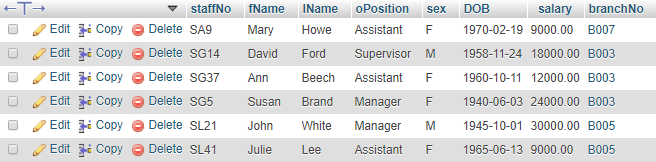 ←T→ staffNo fName lName oPosition sex DOB salary branchNo
Edit Copy Delete SA9 Mary Howe Assistant F 1970-02-19 9000.00 B007
Edit Copy Delete SG14 David Ford Supervisor M 1958-11-24 18000.00 B003
Edit Copy Delete SG37 Ann Beech Assistant F 1960-10-11 12000.00 B003
Edit Copy Delete SG5 Susan Brand Manager F 1940-06-03 24000.00 B003
Edit Copy Delete SL21 John White Manager M 1945-10-01 30000.00 B005
Edit Copy Delete SL41 Julie Lee Assistant F 1965-06-13 9000.00 B005